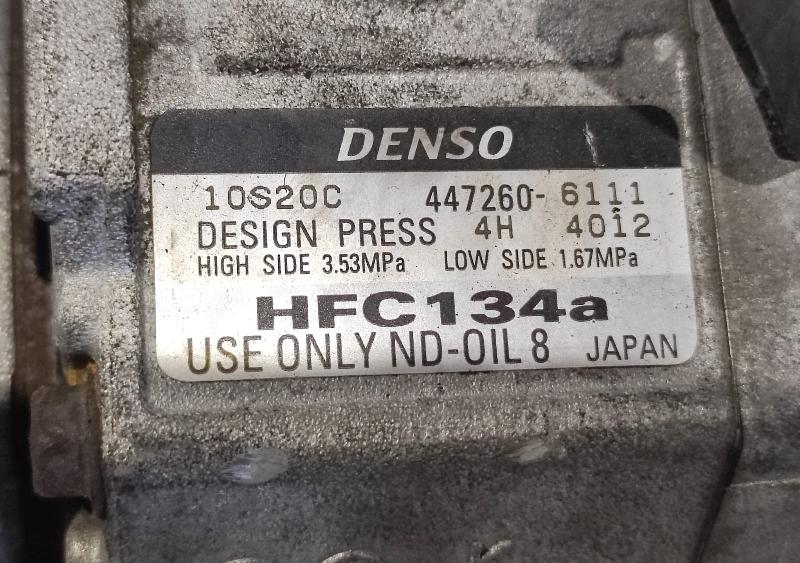 DENSO
10S20C 447260-6111
DESIGN PRESS 4H 4012
HIGH SIDE 3.53MPa LOW SIDE 1.67MPa
HFC134a
USE ONLY ND-OIL 8 JAPAN